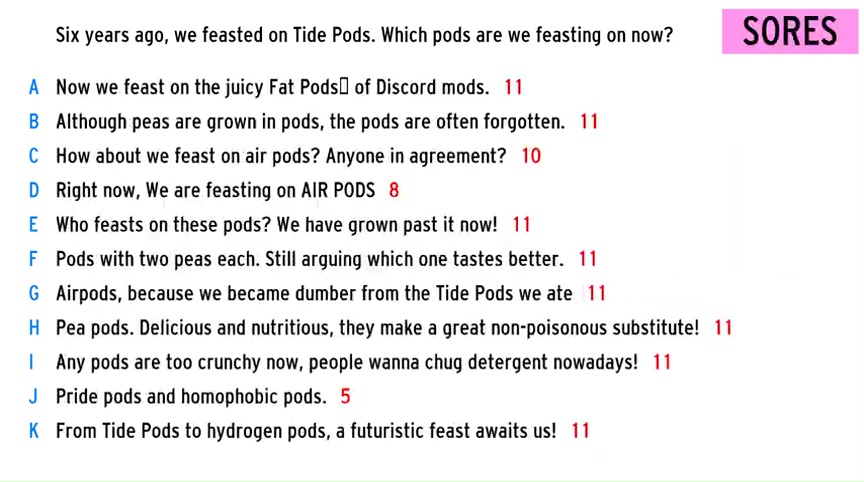 Six years ago, we feasted on Tide Pods. Which pods are we feasting on now?
SORES
A Now we feast on the juicy Fat Pods▯ of Discord mods. 11
B Although peas are grown in pods, the pods are often forgotten. 11
C How about we feast on air pods? Anyone in agreement? 10
D Right now, We are feasting on AIR PODS 8
E Who feasts on these pods? We have grown past it now! 11
F Pods with two peas each. Still arguing which one tastes better. 11
G Airpods, because we became dumber from the Tide Pods we ate 11
H Pea pods. Delicious and nutritious, they make a great non-poisonous substitute! 11
I Any pods are too crunchy now, people wanna chug detergent nowadays! 11
J Pride pods and homophobic pods. 5
K From Tide Pods to hydrogen pods, a futuristic feast awaits us! 11